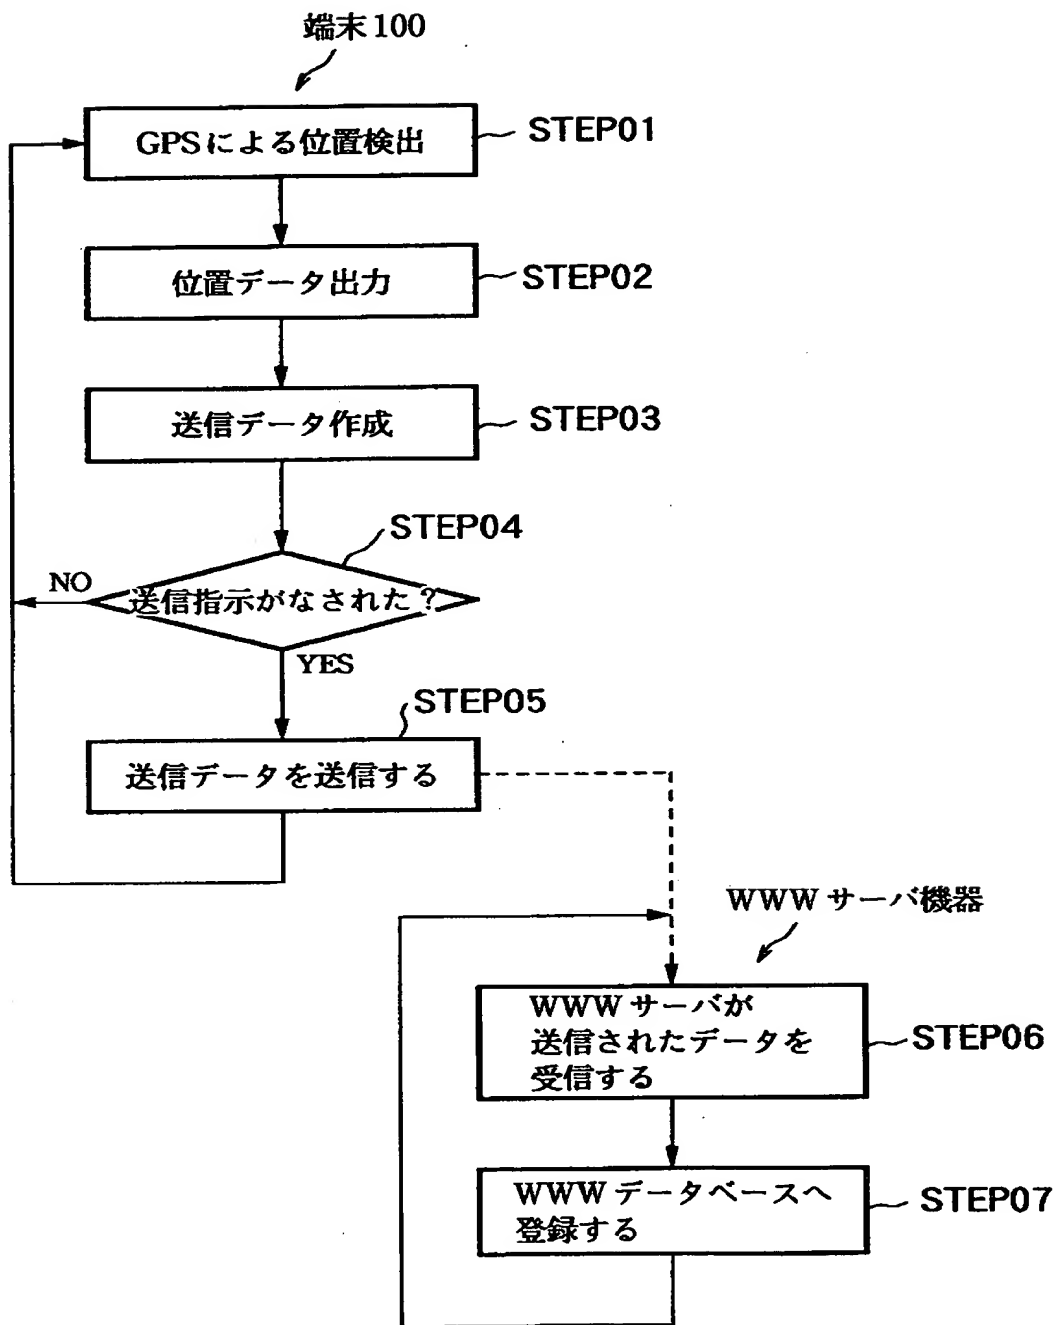 端末100
GPSによる位置検出
STEP01
位置データ出力
STEP02
送信データ作成
STEP03
STEP04
NO
送信指示がなされた?
YES
STEP05
送信データを送信する
WWWサーバ機器
WWWサーバが
送信されたデータを
受信する
STEP06
WWWデータベースへ
登録する
STEP07